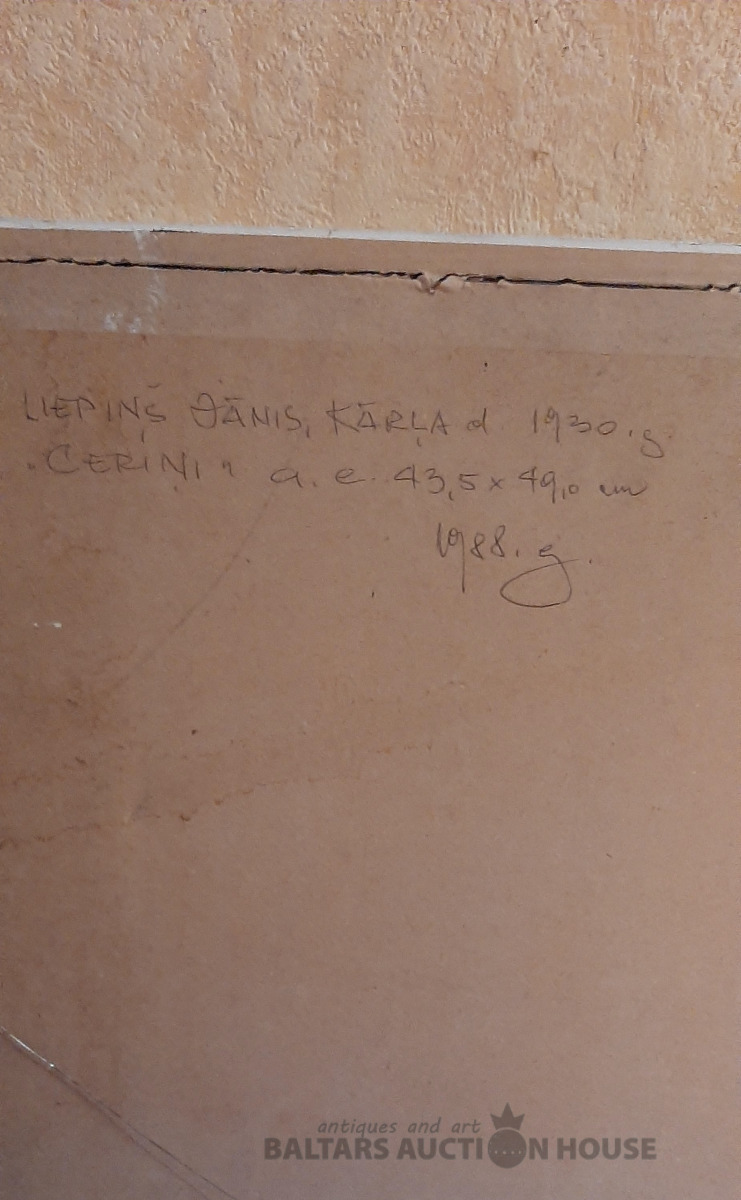 LIEPIŅŠ JĀNIS, KĀRĻA d 1930. g.
"CERIŅI" a. e. 43,5 x 49,0 cm
1988. g.
antiques and art
BALTARS AUCTION HOUSE